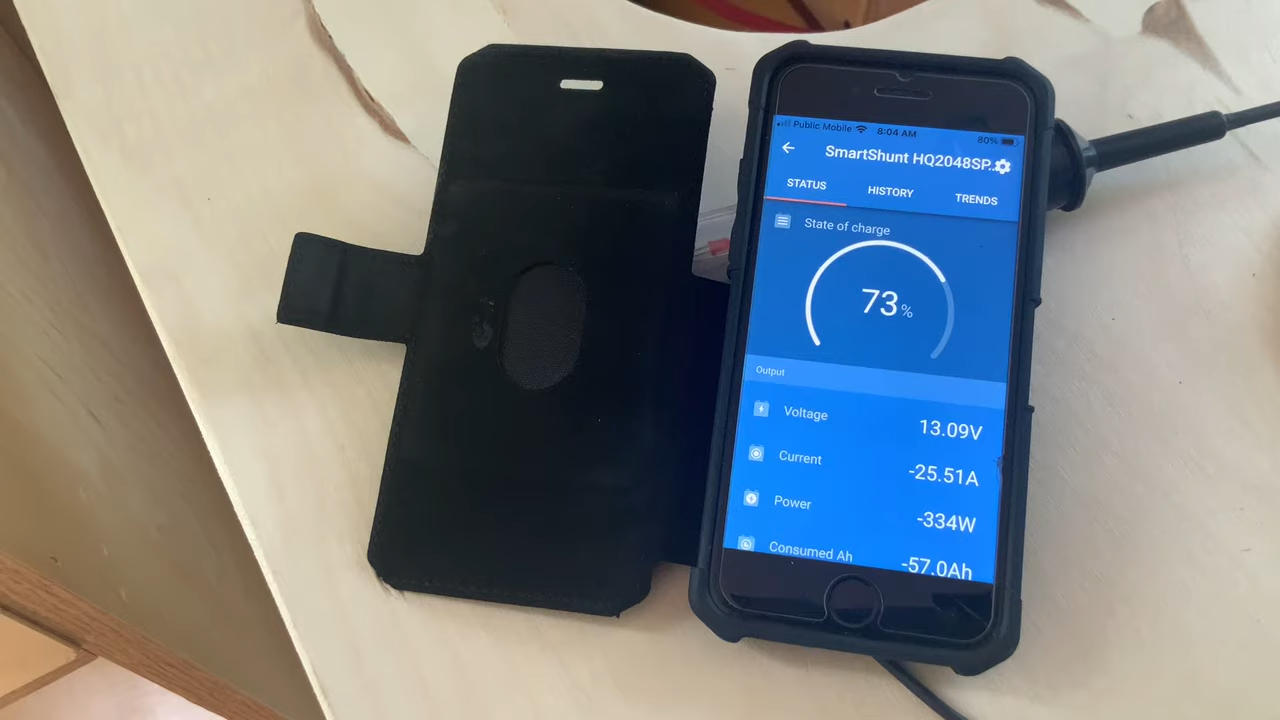 Public Mobile 8:04 AM 80%
SmartShunt HQ2048SP...
STATUS HISTORY TRENDS
State of charge
73%
Output
Voltage 13.09V
Current -25.51A
Power -334W
Consumed Ah -57.0Ah